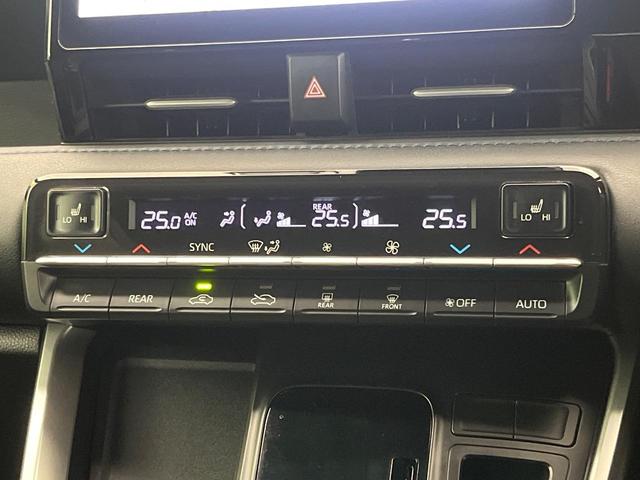 LO HI
REAR
25.0 A/C ON 25.5 25.5
LO HI
SYNC
A/C REAR REAR FRONT OFF AUTO